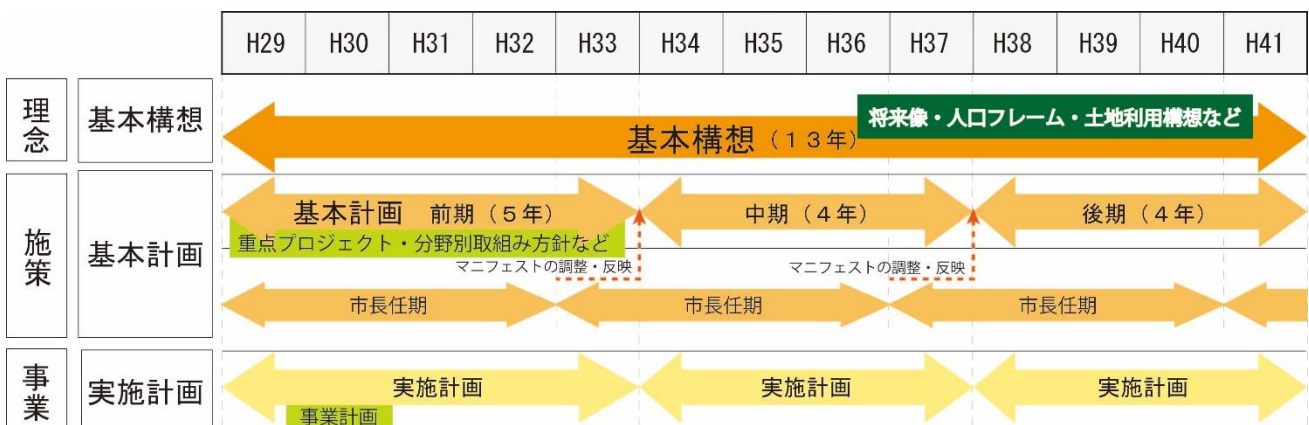 H29 H30 H31 H32 H33 H34 H35 H36 H37 H38 H39 H40 H41
理念
基本構想
将来像・人口フレーム・土地利用構想など
基本構想（１３年）
施策
基本計画
基本計画 前期（５年）
中期（４年）
後期（４年）
重点プロジェクト・分野別取組み方針など
マニフェストの調整・反映
マニフェストの調整・反映
市長任期
市長任期
市長任期
事業
実施計画
実施計画
実施計画
実施計画
事業計画